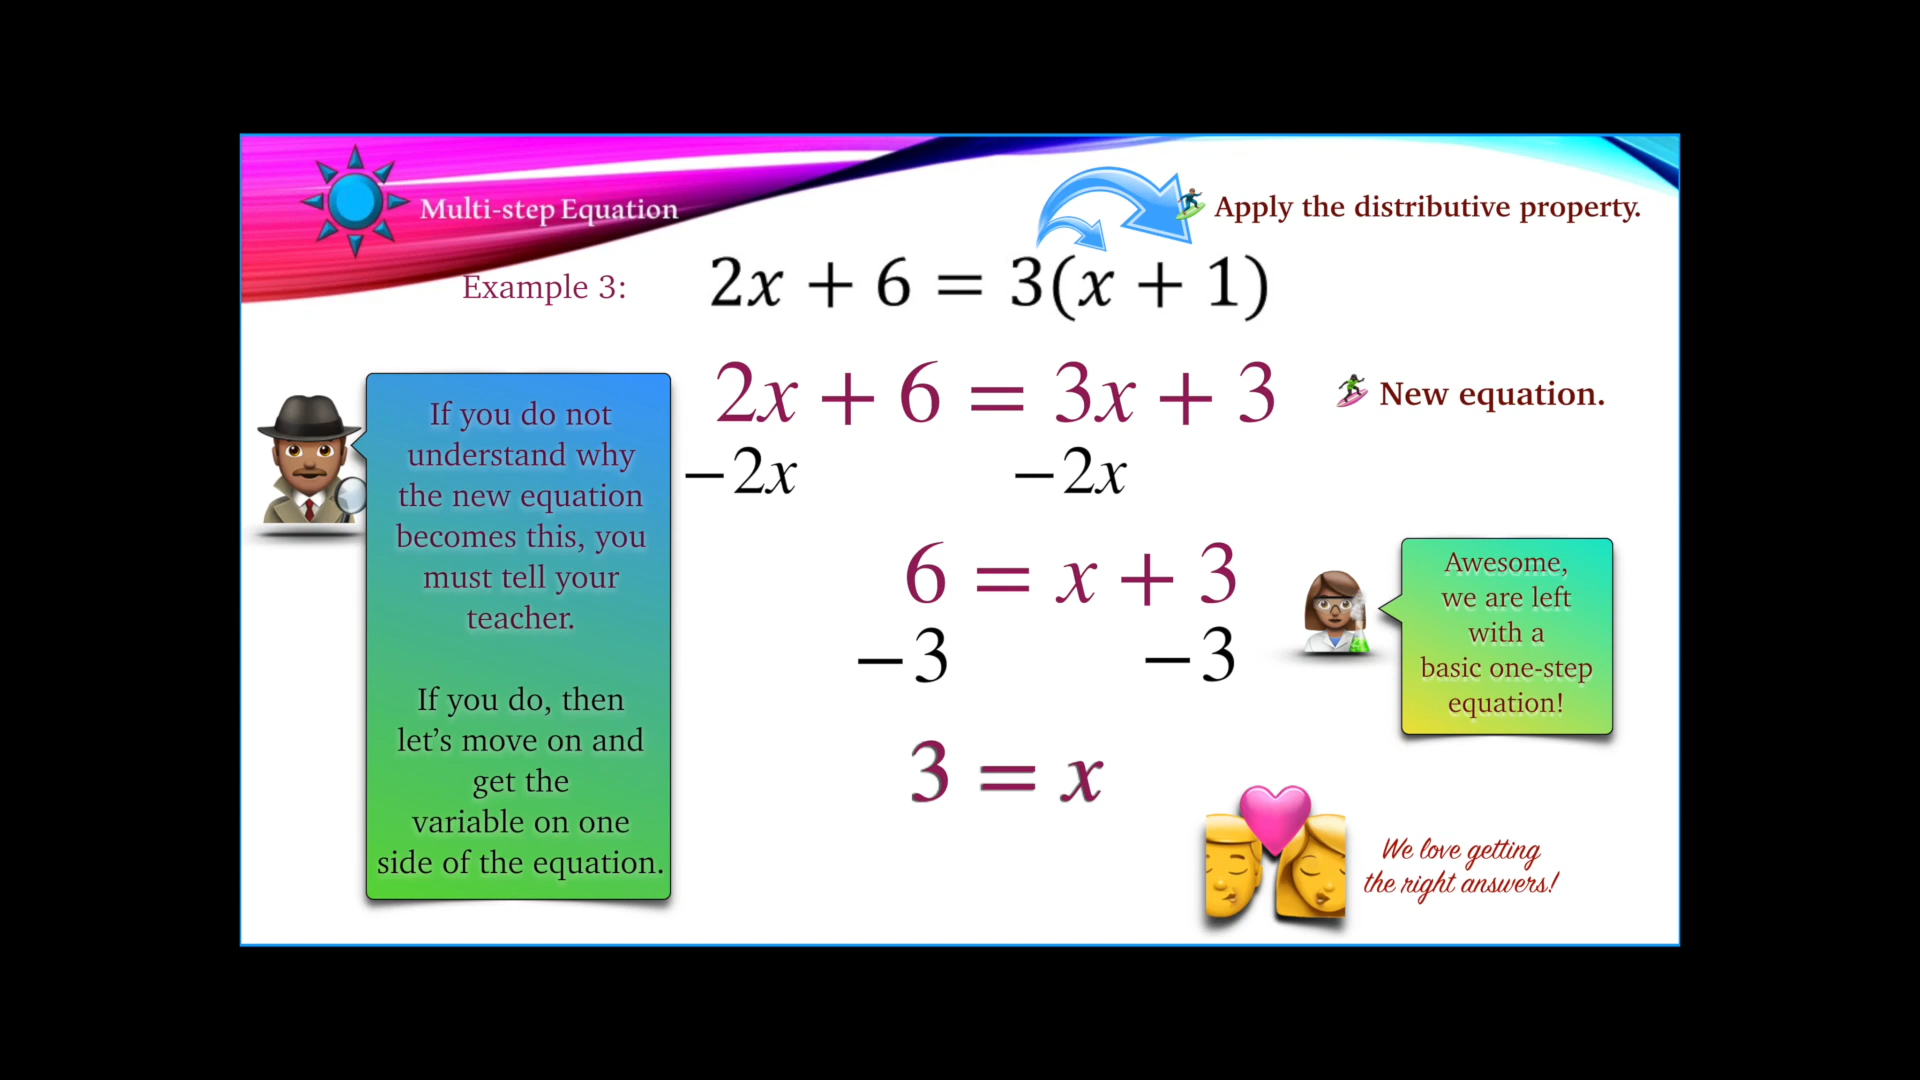 Multi-step Equation
Apply the distributive property.
Example 3:
2x + 6 = 3(x + 1)
2x + 6 = 3x + 3
New equation.
−2x −2x
6 = x + 3
−3 −3
3 = x
If you do not
understand why
the new equation
becomes this, you
must tell your
teacher.
If you do, then
let’s move on and
get the
variable on one
side of the equation.
Awesome,
we are left
with a
basic one-step
equation!
We love getting
the right answers!